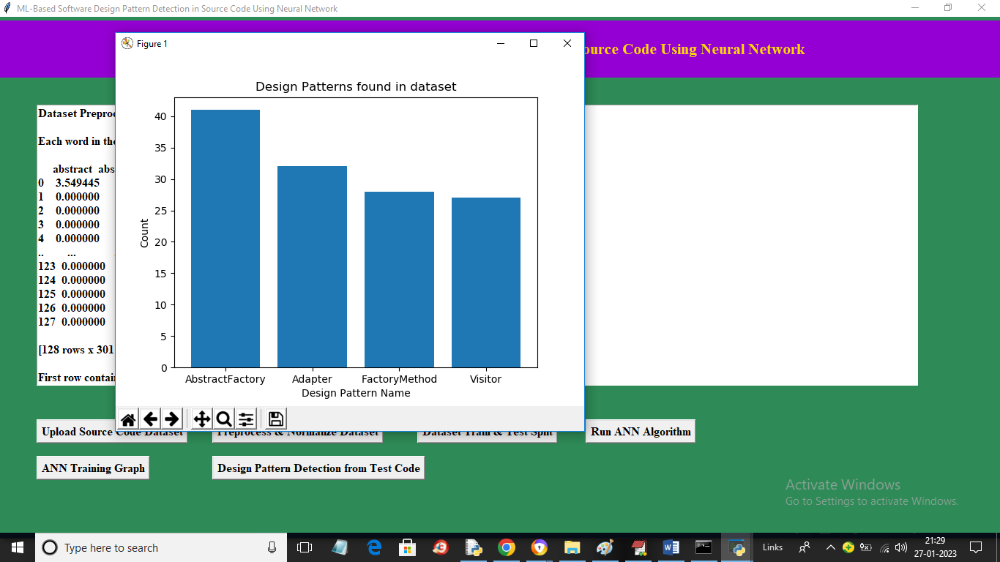 ML-Based Software Design Pattern Detection in Source Code Using Neural Network
ource Code Using Neural Network
Figure 1
Design Patterns found in dataset
40
35
30
25
20
15
10
5
0
Count
AbstractFactory Adapter FactoryMethod Visitor
Design Pattern Name
Dataset Preproc
Each word in the
abstract abs
0 3.549445
1 0.000000
2 0.000000
3 0.000000
4 0.000000
.. ...
123 0.000000
124 0.000000
125 0.000000
126 0.000000
127 0.000000
[128 rows x 301
First row contain
Upload Source Code Dataset Preprocess & Normalize Dataset Dataset Train & Test Split Run ANN Algorithm
ANN Training Graph Design Pattern Detection from Test Code
Activate Windows
Go to Settings to activate Windows.
Type here to search Links 21:29
27-01-2023